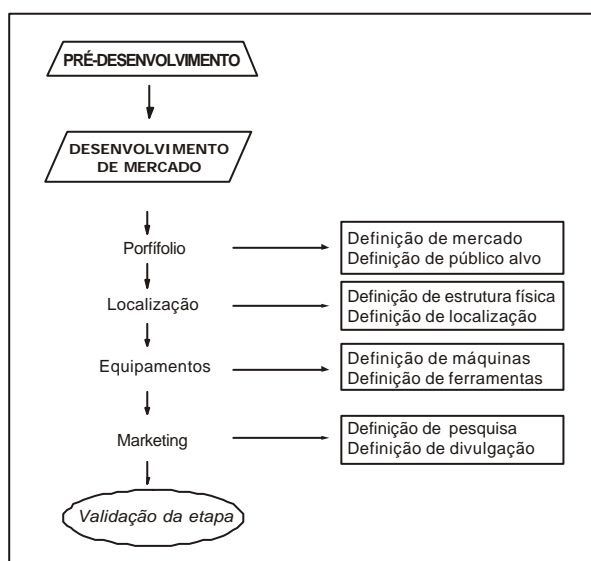 PRÉ-DESENVOLVIMENTO
DESENVOLVIMENTO
DE MERCADO
Porfífolio
Definição de mercado
Definição de público alvo
Localização
Definição de estrutura física
Definição de localização
Equipamentos
Definição de máquinas
Definição de ferramentas
Marketing
Definição de pesquisa
Definição de divulgação
Validação da etapa